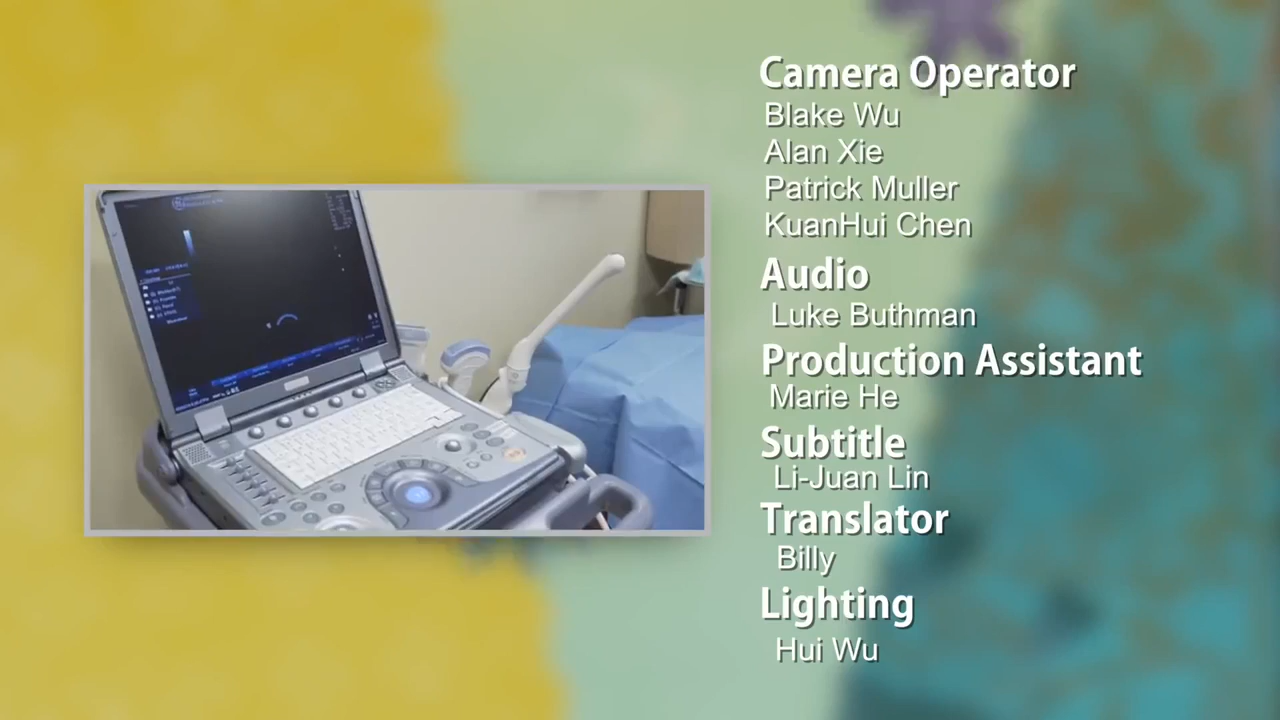 Camera Operator
Blake Wu
Alan Xie
Patrick Muller
KuanHui Chen
Audio
Luke Buthman
Production Assistant
Marie He
Subtitle
Li-Juan Lin
Translator
Billy
Lighting
Hui Wu